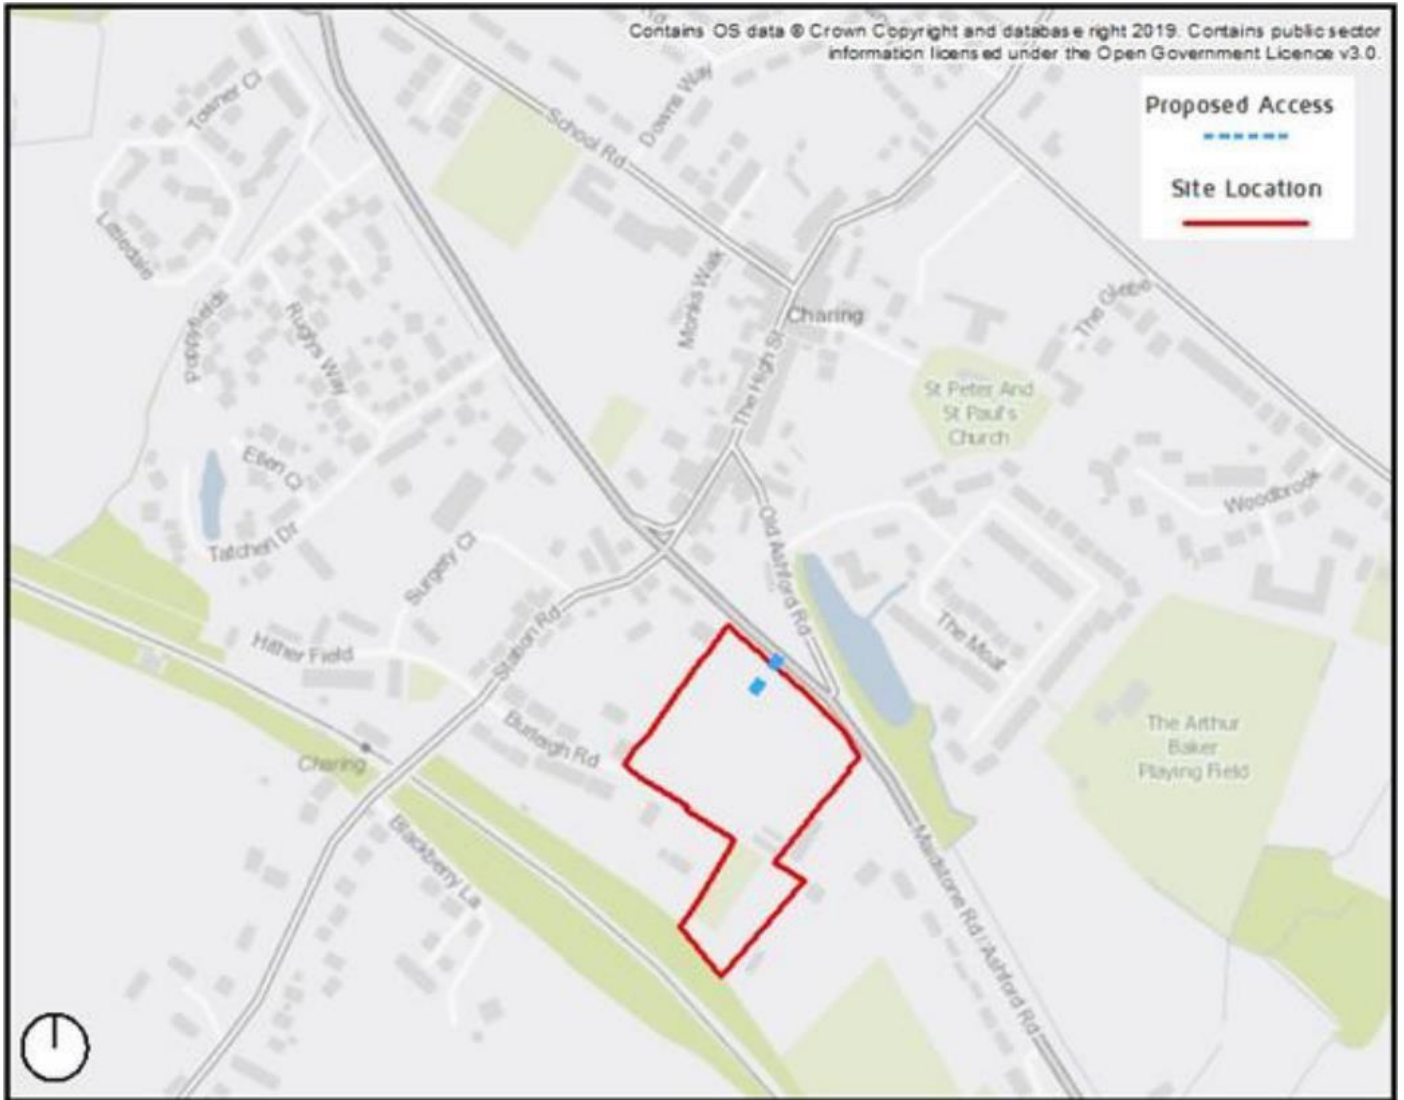 Contains OS data © Crown Copyright and database right 2019. Contains public sector
information licensed under the Open Government Licence v3.0.
Proposed Access
Site Location
Towner Cl
Downs Way
School Rd
Littledale
Monks Walk
The Glebe
Charing
Poppyfields
Ruglys Way
The High St
St Peter And
St Paul's
Church
Ellen Cl
Woodbrook
Tatchell Dr
Old Ashford Rd
Surgery Cl
The Moat
Hither Field
Station Rd
Burleigh Rd
The Arthur
Baker
Playing Field
Charing
Blackberry La
Maidstone Rd / Ashford Rd